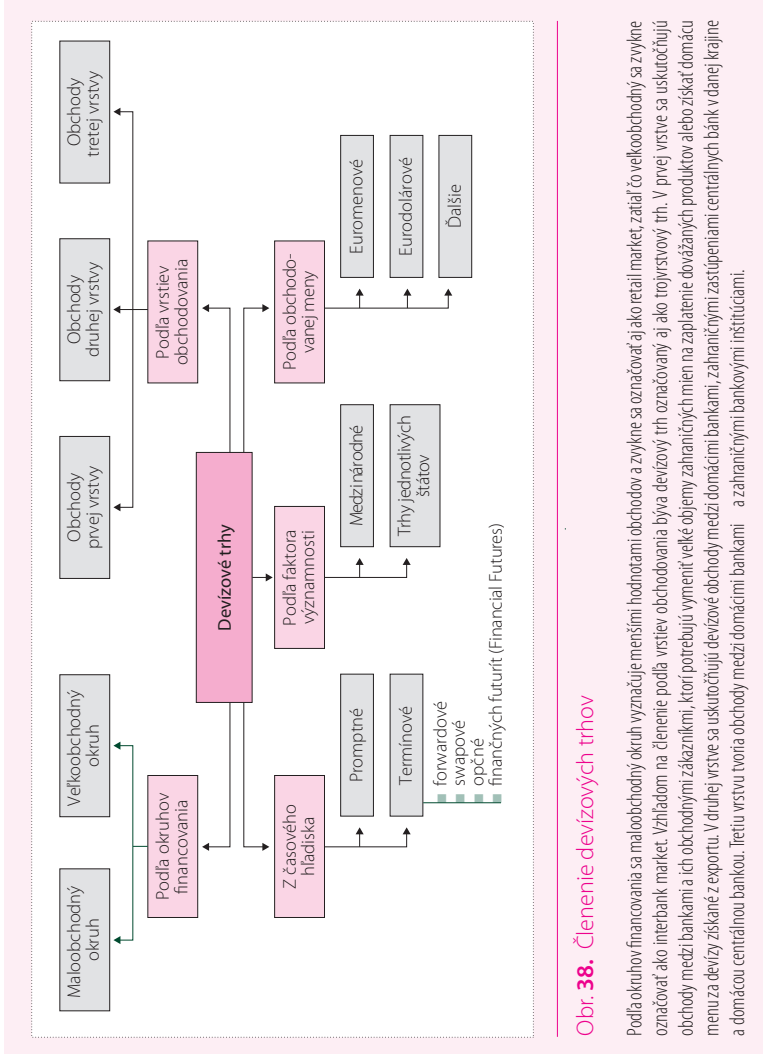 Maloobchodný
okruh
Veľkoobchodný
okruh
Obchody
prvej vrstvy
Obchody
druhej vrstvy
Obchody
tretej vrstvy
Podľa okruhov
financovania
Podľa vrstiev
obchodovania
Devízové trhy
Z časového
hľadiska
Podľa faktora
významnosti
Podľa obchodo-
vanej meny
Promptné
Termínové
forwardové
swapové
opčné
finančných futurít (Financial Futures)
Medzinárodné
Trhy jednotlivých
štátov
Euromenové
Eurodolárové
Ďalšie
Obr. 38. Členenie devízových trhov
Podľa okruhov financovania sa maloobchodný okruh vyznačuje menšími hodnotami obchodov a zvykne sa označovať aj ako retail market, zatiaľ čo veľkoobchodný sa zvykne
označovať ako interbank market. Vzhľadom na členenie podľa vrstiev obchodovania býva devízový trh označovaný aj ako trojvrstvový trh. V prvej vrstve sa uskutočňujú
obchody medzi bankami a ich obchodnými zákazníkmi, ktorí potrebujú vymeniť veľké objemy zahraničných mien na zaplatenie dovážaných produktov alebo získať domácu
menu za devízy získané z exportu. V druhej vrstve sa uskutočňujú devízové obchody medzi domácimi bankami, zahraničnými zastúpeniami centrálnych bánk v danej krajine
a domácou centrálnou bankou. Tretiu vrstvu tvoria obchody medzi domácimi bankami a zahraničnými bankovými inštitúciami.